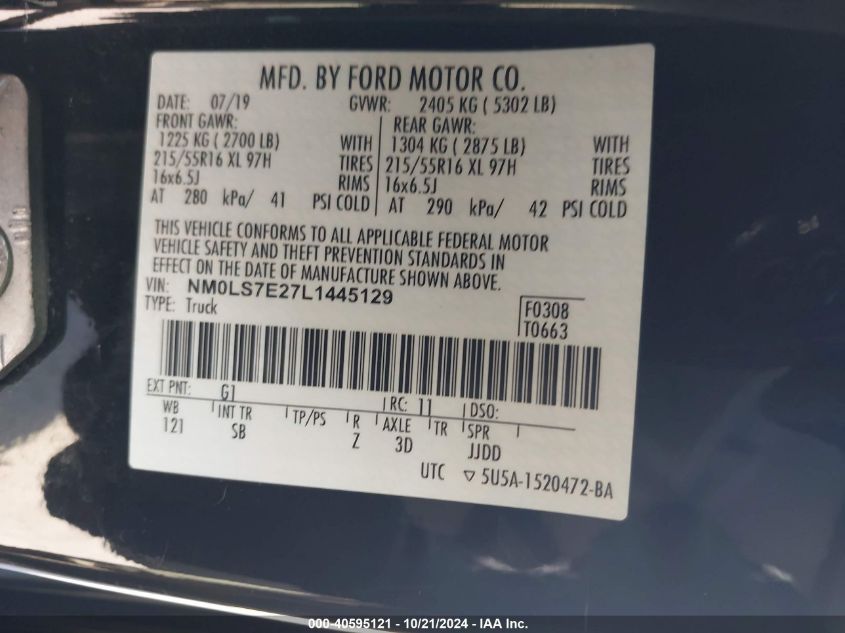 MFD. BY FORD MOTOR CO.
DATE: 07/19 GVWR: 2405 KG ( 5302 LB)
FRONT GAWR: REAR GAWR:
1225 KG ( 2700 LB) WITH 1304 KG ( 2875 LB) WITH
215/55R16 XL 97H TIRES 215/55R16 XL 97H TIRES
16x6.5J RIMS 16x6.5J RIMS
AT 280 kPa/ 41 PSI COLD AT 290 kPa/ 42 PSI COLD
THIS VEHICLE CONFORMS TO ALL APPLICABLE FEDERAL MOTOR
VEHICLE SAFETY AND THEFT PREVENTION STANDARDS IN
EFFECT ON THE DATE OF MANUFACTURE SHOWN ABOVE.
VIN: NM0LS7E27L1445129
TYPE: Truck
F0308
T0663
EXT PNT: G1 RC: 11 DSO:
WB INT TR TP/PS R AXLE TR SPR
121 SB Z 3D JJDD
UTC ▽ 5U5A-1520472-BA
000-40595121 - 10/21/2024 - IAA Inc.